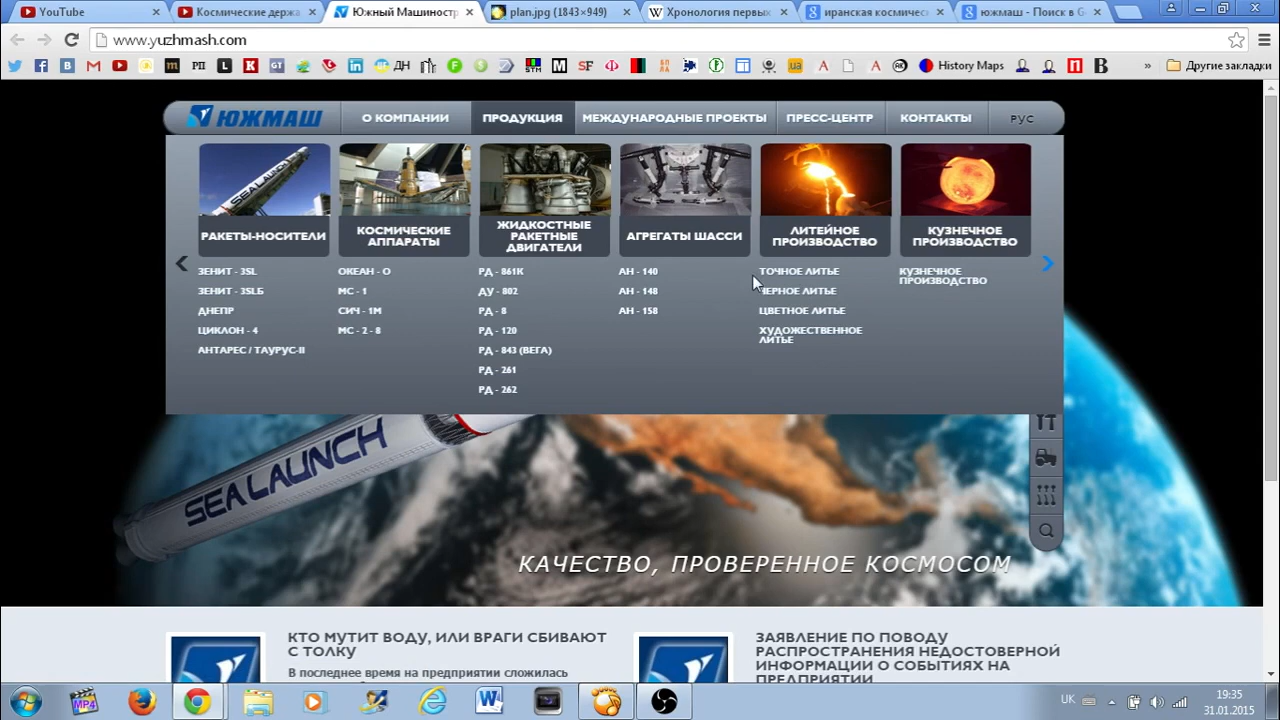 YouTube
Космические держа
Южный Машиностр
plan.jpg (1843×949)
Хронология первых
иранская космичес
южмаш - Поиск в G
www.yuzhmash.com
History Maps
Другие закладки
ЮЖМАШ
О КОМПАНИИ
ПРОДУКЦИЯ
МЕЖДУНАРОДНЫЕ ПРОЕКТЫ
ПРЕСС-ЦЕНТР
КОНТАКТЫ
РУС
SEA LAUNCH
РАКЕТЫ-НОСИТЕЛИ
ЗЕНИТ - 3SL
ЗЕНИТ - 3SLБ
ДНЕПР
ЦИКЛОН - 4
АНТАРЕС / ТАУРУС-II
КОСМИЧЕСКИЕ
АППАРАТЫ
ОКЕАН - О
МС - 1
СИЧ - 1М
МС - 2 - 8
ЖИДКОСТНЫЕ
РАКЕТНЫЕ
ДВИГАТЕЛИ
РД - 861К
ДУ - 802
РД - 8
РД - 120
РД - 843 (ВЕГА)
РД - 261
РД - 262
АГРЕГАТЫ ШАССИ
АН - 140
АН - 148
АН - 158
ЛИТЕЙНОЕ
ПРОИЗВОДСТВО
ТОЧНОЕ ЛИТЬЕ
ЧЕРНОЕ ЛИТЬЕ
ЦВЕТНОЕ ЛИТЬЕ
ХУДОЖЕСТВЕННОЕ
ЛИТЬЕ
КУЗНЕЧНОЕ
ПРОИЗВОДСТВО
КУЗНЕЧНОЕ
ПРОИЗВОДСТВО
SEA LAUNCH
КАЧЕСТВО, ПРОВЕРЕННОЕ КОСМОСОМ
КТО МУТИТ ВОДУ, ИЛИ ВРАГИ СБИВАЮТ
С ТОЛКУ
В последнее время на предприятии сложилась
ЗАЯВЛЕНИЕ ПО ПОВОДУ
РАСПРОСТРАНЕНИЯ НЕДОСТОВЕРНОЙ
ИНФОРМАЦИИ О СОБЫТИЯХ НА
ПРЕДПРИЯТИИ
MP4
UK
19:35
31.01.2015